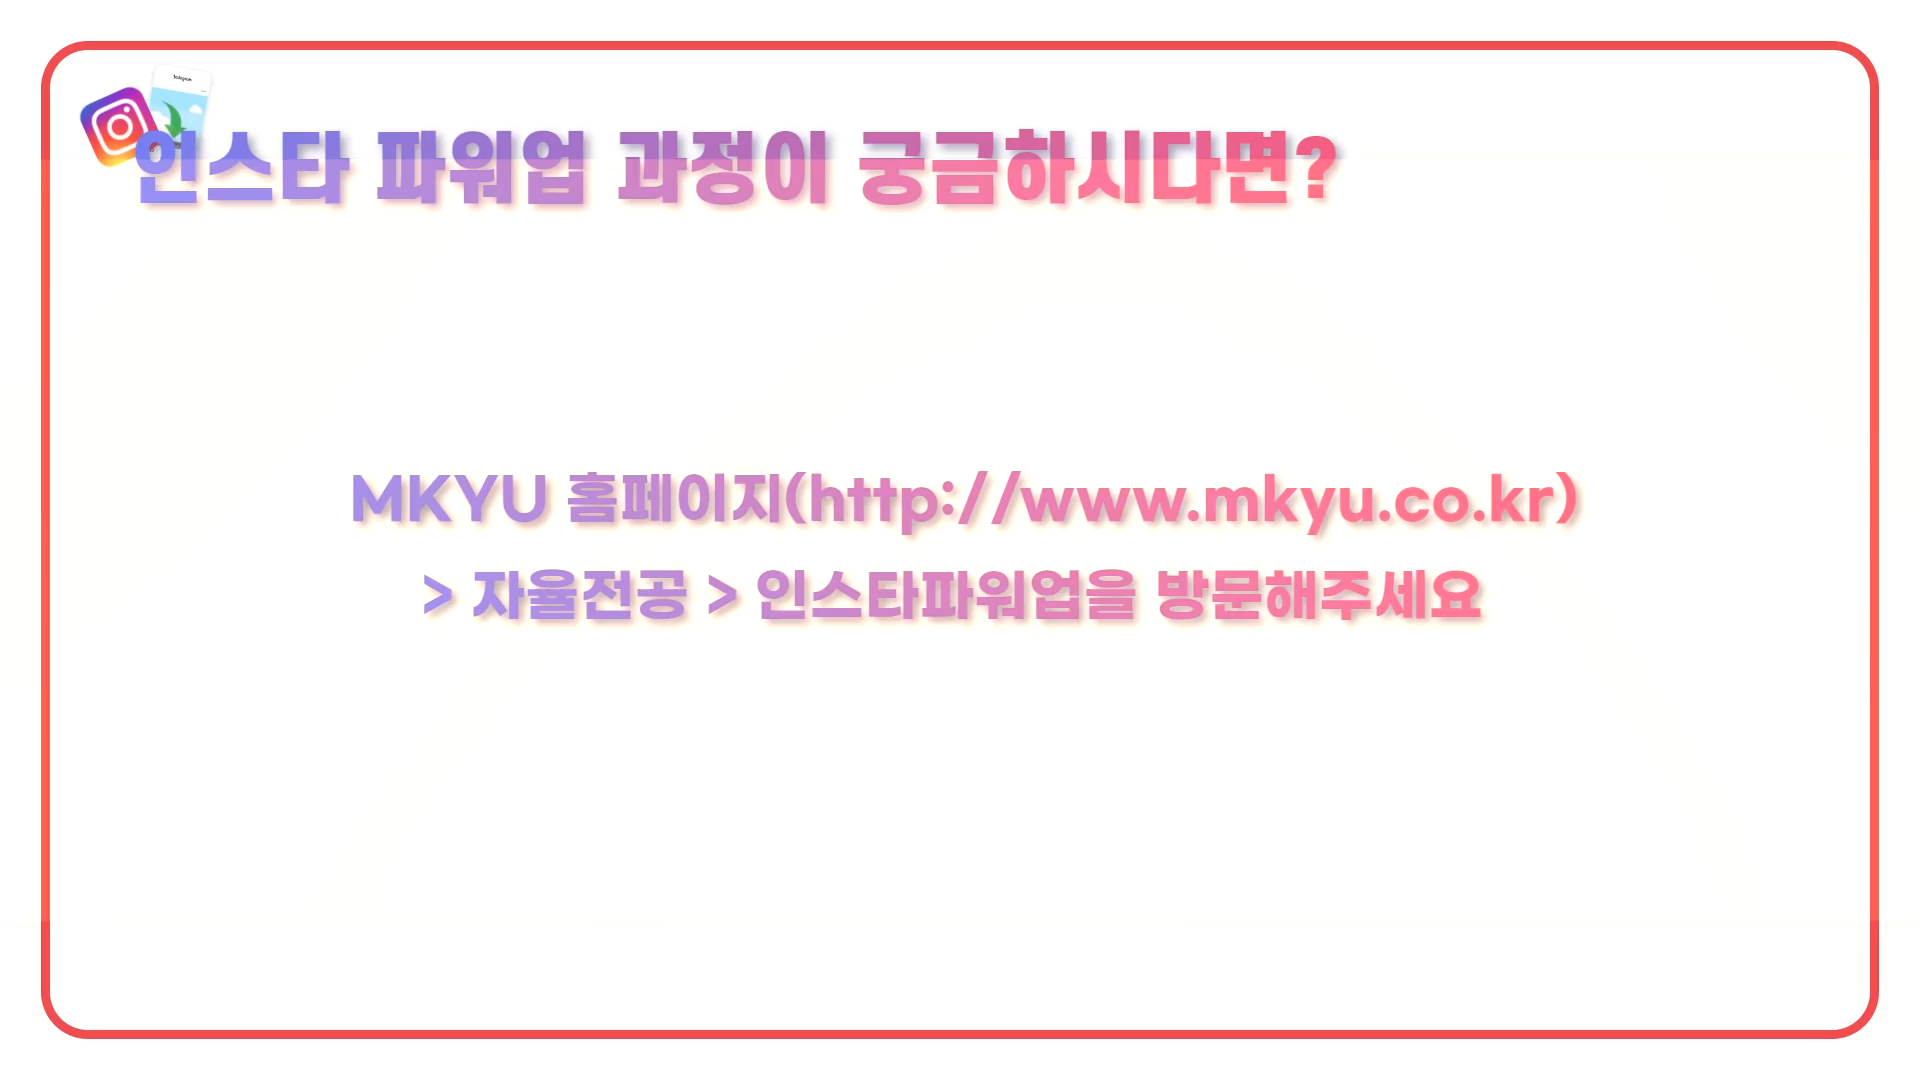 인스타 파워업 과정이 궁금하시다면?
MKYU 홈페이지(http://www.mkyu.co.kr)
> 자율전공 > 인스타파워업을 방문해주세요